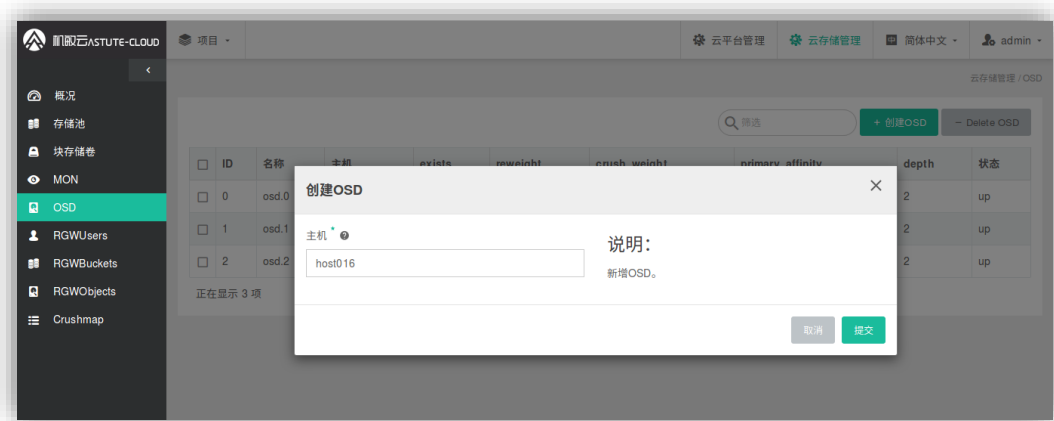 机敏云ASTUTE-CLOUD
项目
云平台管理
云存储管理
中 简体中文
admin
云存储管理 / OSD
概况
存储池
块存储卷
MON
OSD
RGWUsers
RGWBuckets
RGWObjects
Crushmap
筛选
+ 创建OSD
− Delete OSD
ID 名称 主机 exists reweight crush_weight primary_affinity depth 状态
0 osd.0 2 up
1 osd.1 2 up
2 osd.2 2 up
正在显示 3 项
创建OSD
×
主机 * ?
host016
说明：
新增OSD。
取消
提交